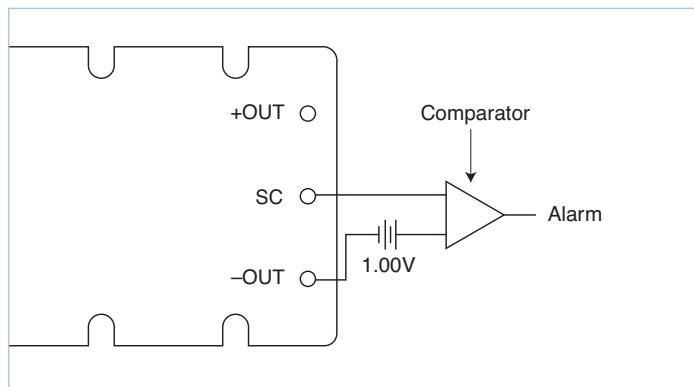 +OUT
Comparator
SC
Alarm
1.00V
–OUT